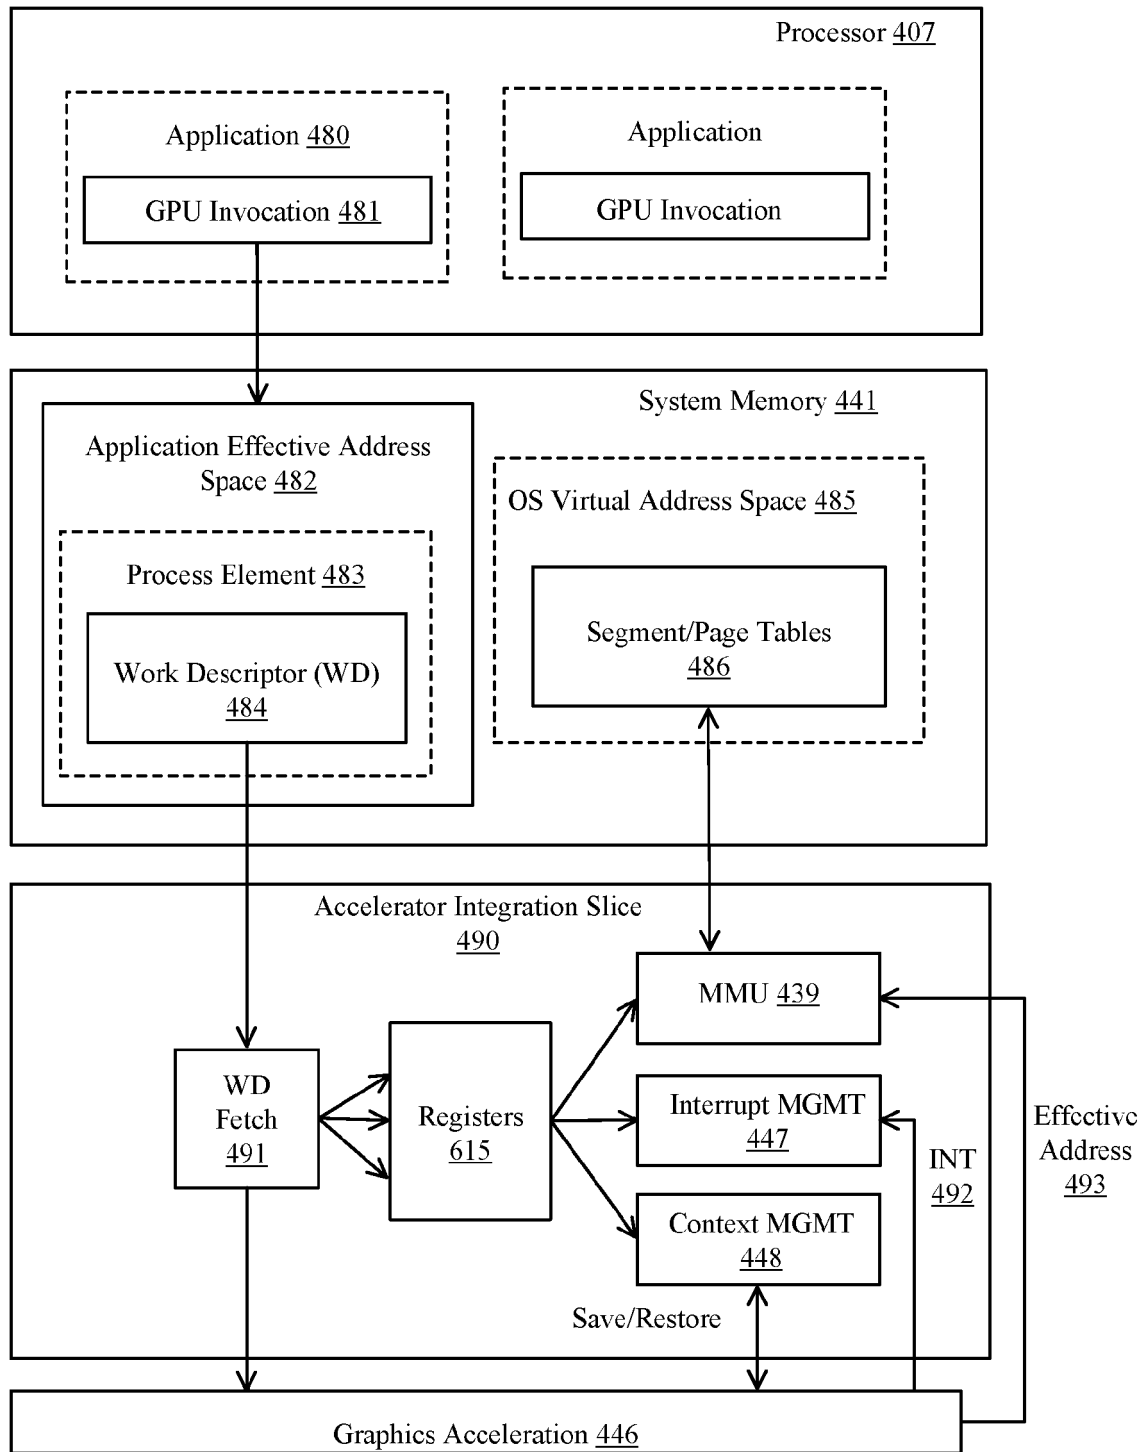 Processor 407
Application 480
GPU Invocation 481
Application
GPU Invocation
System Memory 441
Application Effective Address
Space 482
Process Element 483
Work Descriptor (WD)
484
OS Virtual Address Space 485
Segment/Page Tables
486
Accelerator Integration Slice
490
WD
Fetch
491
Registers
615
MMU 439
Interrupt MGMT
447
Context MGMT
448
Save/Restore
INT
492
Effective
Address
493
Graphics Acceleration 446